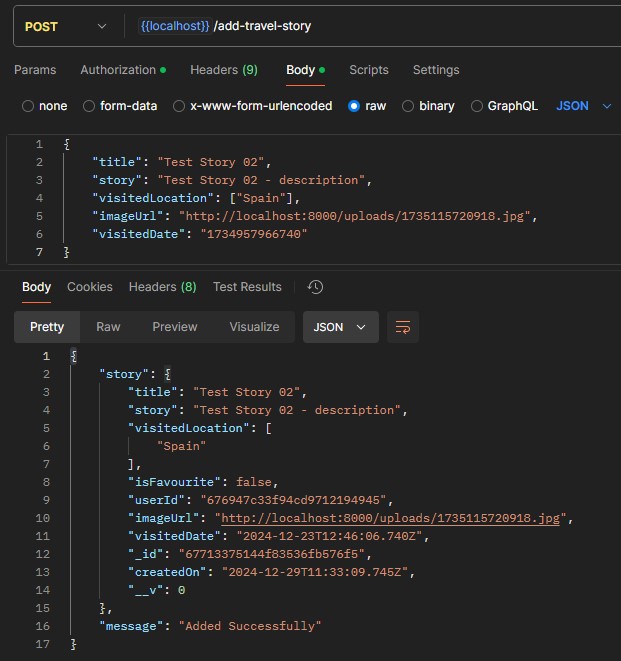 POST {{localhost}} /add-travel-story
Params Authorization Headers (9) Body Scripts Settings
none form-data x-www-form-urlencoded raw binary GraphQL JSON
1 {
2 "title": "Test Story 02",
3 "story": "Test Story 02 - description",
4 "visitedLocation": ["Spain"],
5 "imageUrl": "http://localhost:8000/uploads/1735115720918.jpg",
6 "visitedDate": "1734957966740"
7 }
Body Cookies Headers (8) Test Results
Pretty Raw Preview Visualize JSON
1 {
2 "story": {
3 "title": "Test Story 02",
4 "story": "Test Story 02 - description",
5 "visitedLocation": [
6 "Spain"
7 ],
8 "isFavourite": false,
9 "userId": "676947c33f94cd9712194945",
10 "imageUrl": "http://localhost:8000/uploads/1735115720918.jpg",
11 "visitedDate": "2024-12-23T12:46:06.740Z",
12 "_id": "67713375144f83536fb576f5",
13 "createdOn": "2024-12-29T11:33:09.745Z",
14 "__v": 0
15 },
16 "message": "Added Successfully"
17 }